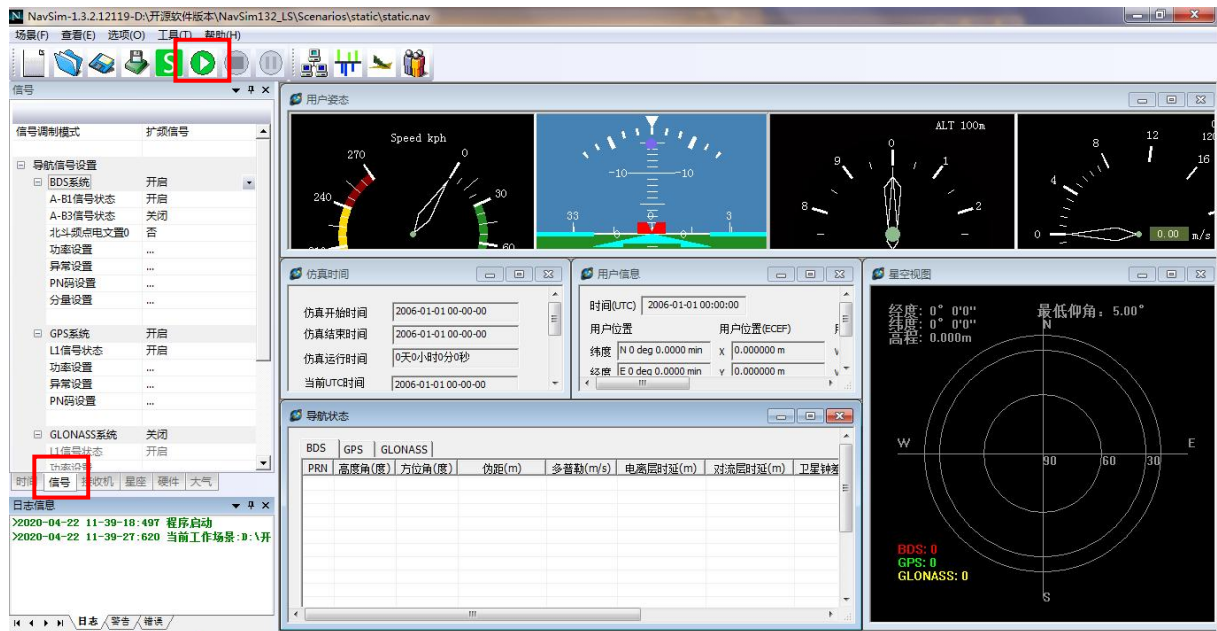 NavSim-1.3.2.12119-D:\开源软件版本\NavSim132_LS\Scenarios\static\static.nav
场景(F) 查看(E) 选项(O) 工具(T) 帮助(H)
S
信号
信号调制模式 扩频信号
导航信号设置
BDS系统 开启
A-B1信号状态 开启
A-B3信号状态 关闭
北斗频点电文置0 否
功率设置 ...
异常设置 ...
PN码设置 ...
分量设置 ...
GPS系统 开启
L1信号状态 开启
功率设置 ...
异常设置 ...
PN码设置 ...
GLONASS系统 关闭
L1信号状态 开启
功率设置
时间 信号 接收机 星座 硬件 大气
日志信息
>2020-04-22 11-39-18:497 程序启动
>2020-04-22 11-39-27:620 当前工作场景:D:\开
日志 警告 错误
用户姿态
Speed kph
270 0
240 30
60
-10 -10
33 0 3
ALT 100m
9 0 1
8 2
12 120
8 16
4
0 0.00 m/s
仿真时间
仿真开始时间 2006-01-01 00-00-00
仿真结束时间 2006-01-01 00-00-00
仿真运行时间 0天0小时0分0秒
当前UTC时间 2006-01-01 00-00-00
用户信息
时间(UTC) 2006-01-01 00:00:00
用户位置 用户位置(ECEF)
纬度 N 0 deg 0.0000 min X 0.000000 m
经度 E 0 deg 0.0000 min Y 0.000000 m
导航状态
BDS GPS GLONASS
PRN 高度角(度) 方位角(度) 伪距(m) 多普勒(m/s) 电离层时延(m) 对流层时延(m) 卫星钟差
星空视图
经度: 0° 0'0" 最低仰角: 5.00°
纬度: 0° 0'0" N
高程: 0.000m
W E
90 60 30
BDS: 0
GPS: 0
GLONASS: 0
S